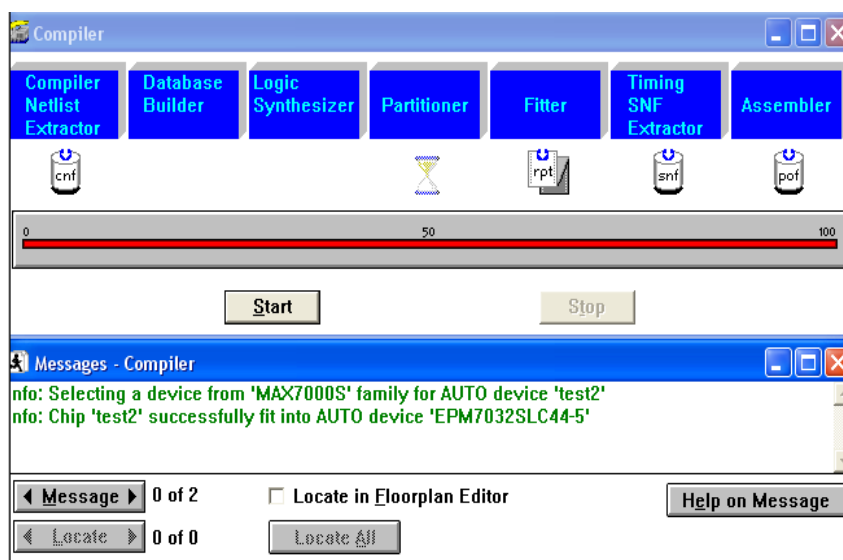 Compiler
Compiler Netlist Extractor
Database Builder
Logic Synthesizer
Partitioner
Fitter
Timing SNF Extractor
Assembler
cnf
rpt
snf
pof
0 50 100
Start
Stop
Messages - Compiler
nfo: Selecting a device from 'MAX7000S' family for AUTO device 'test2'
nfo: Chip 'test2' successfully fit into AUTO device 'EPM7032SLC44-5'
Message 0 of 2
Locate in Floorplan Editor
Help on Message
Locate 0 of 0
Locate All